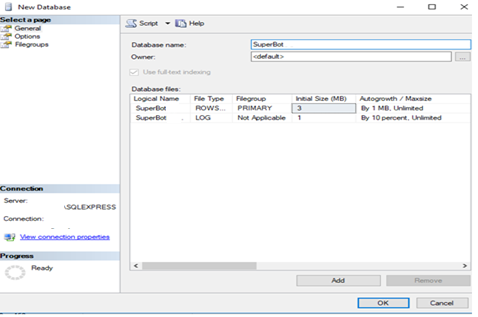 New Database
Select a page
General
Options
Filegroups
Script
Help
Database name:
SuperBot
Owner:
<default>
...
Use full-text indexing
Database files:
Logical Name File Type Filegroup Initial Size (MB) Autogrowth / Maxsize
SuperBot ROWS... PRIMARY 3 By 1 MB, Unlimited
SuperBot LOG Not Applicable 1 By 10 percent, Unlimited
Connection
Server:
\SQLEXPRESS
Connection:
View connection properties
Progress
Ready
Add
Remove
OK
Cancel